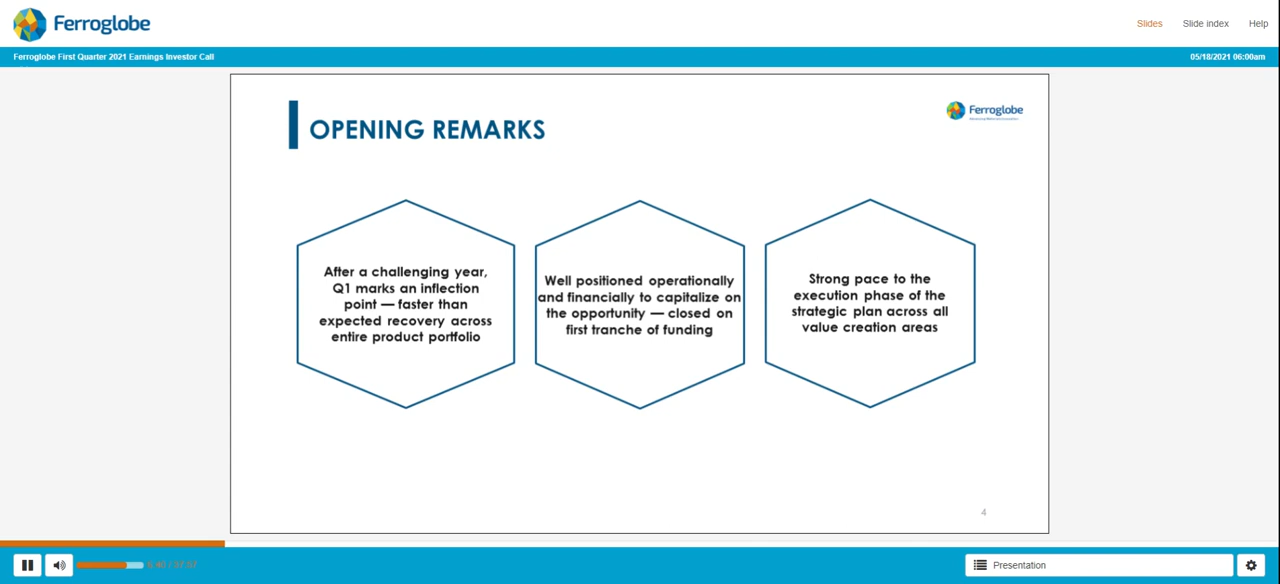 Ferroglobe
Slides
Slide index
Help
Ferroglobe First Quarter 2021 Earnings Investor Call
05/18/2021 06:00am
OPENING REMARKS
Ferroglobe
After a challenging year,
Q1 marks an inflection
point — faster than
expected recovery across
entire product portfolio
Well positioned operationally
and financially to capitalize on
the opportunity — closed on
first tranche of funding
Strong pace to the
execution phase of the
strategic plan across all
value creation areas
4
Presentation